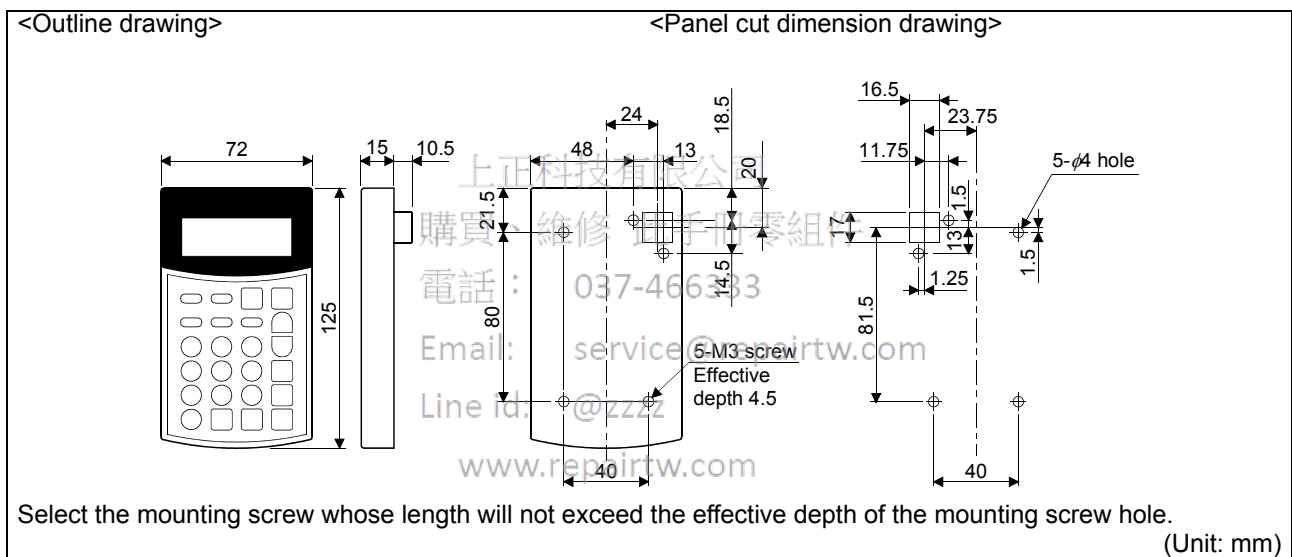 <Outline drawing>
<Panel cut dimension drawing>
72
15
10.5
125
24
18.5
48
13
20
21.5
14.5
80
5-M3 screw
Effective
depth 4.5
40
16.5
23.75
11.75
5-ϕ4 hole
1.5
17
13
1.5
1.25
81.5
40
上正科技有限公司
購買、維修 此手冊零組件
電話: 037-466333
Email: service@repairtw.com
Line id: @zzzz
www.repairtw.com
Select the mounting screw whose length will not exceed the effective depth of the mounting screw hole.
(Unit: mm)